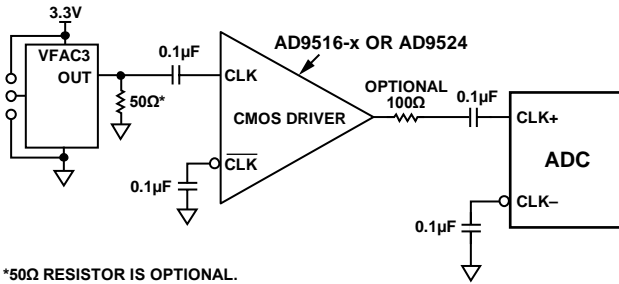 3.3V
VFAC3
OUT
50Ω*
0.1µF
AD9516-x OR AD9524
CLK
CMOS DRIVER
CLK
0.1µF
OPTIONAL
100Ω
0.1µF
CLK+
ADC
CLK–
0.1µF
*50Ω RESISTOR IS OPTIONAL.